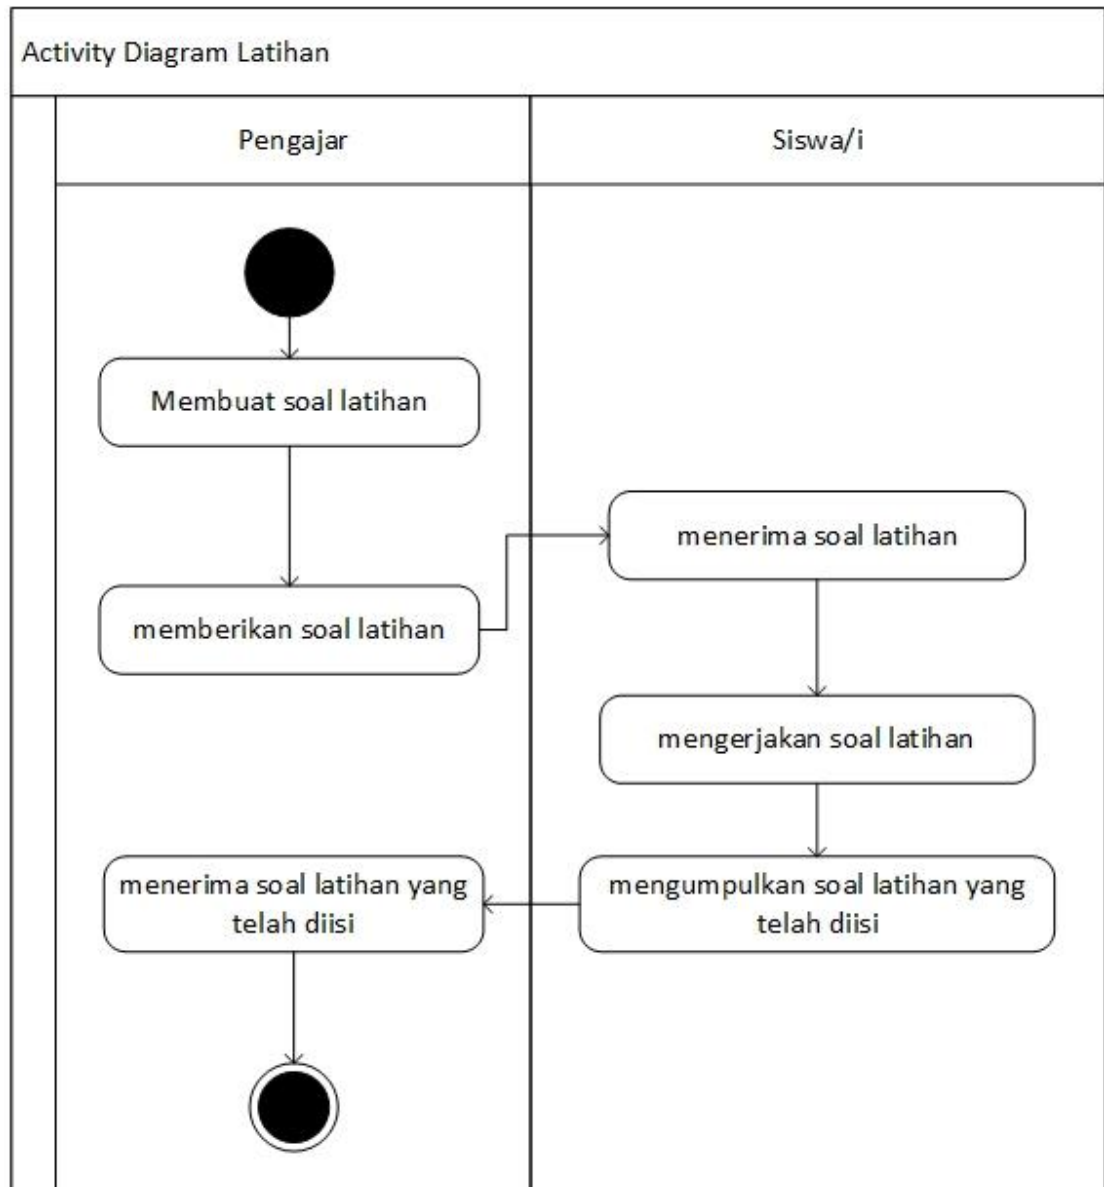 Activity Diagram Latihan
Pengajar
Siswa/i
Membuat soal latihan
menerima soal latihan
memberikan soal latihan
mengerjakan soal latihan
menerima soal latihan yang
telah diisi
mengumpulkan soal latihan yang
telah diisi